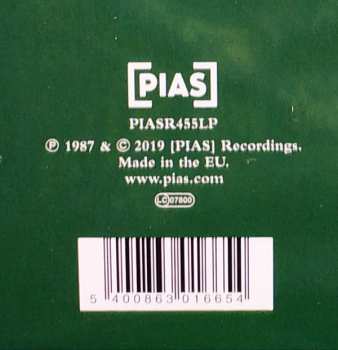 [PIAS]
PIASR455LP
℗ 1987 & © 2019 [PIAS] Recordings.
Made in the EU.
www.pias.com
LC 07800
5 400863 016654